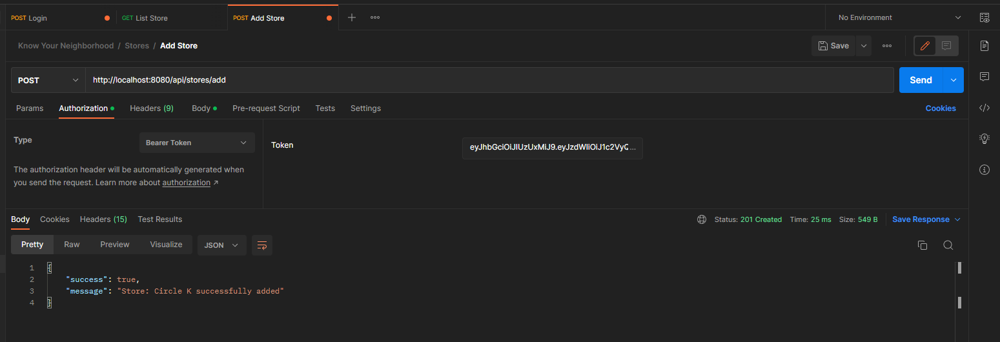 POST Login
GET List Store
POST Add Store
No Environment
Know Your Neighborhood / Stores / Add Store
Save
POST
http://localhost:8080/api/stores/add
Send
Params
Authorization
Headers (9)
Body
Pre-request Script
Tests
Settings
Cookies
Type
Bearer Token
The authorization header will be automatically generated when
you send the request. Learn more about authorization ↗
Token
eyJhbGciOiJIUzUxMiJ9.eyJzdWIiOiJ1c2VyQ...
Body
Cookies
Headers (15)
Test Results
Status: 201 Created
Time: 25 ms
Size: 549 B
Save Response
Pretty
Raw
Preview
Visualize
JSON
1 {
2 "success": true,
3 "message": "Store: Circle K successfully added"
4 }